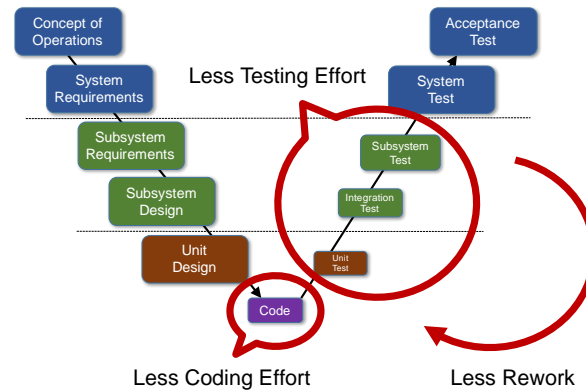 Concept of
Operations
Acceptance
Test
System
Requirements
Less Testing Effort
System
Test
Subsystem
Requirements
Subsystem
Test
Subsystem
Design
Integration
Test
Unit
Design
Unit
Test
Code
Less Coding Effort
Less Rework